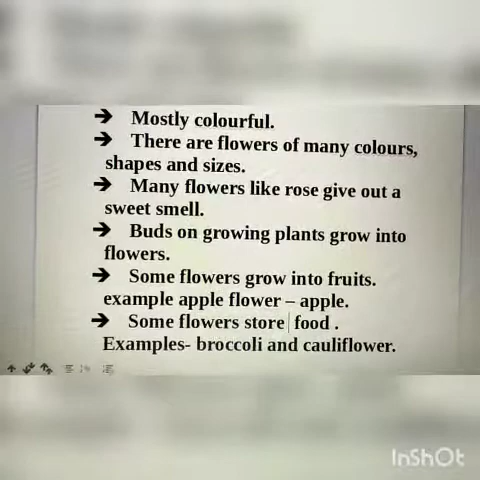 ➔ Mostly colourful.
➔ There are flowers of many colours,
shapes and sizes.
➔ Many flowers like rose give out a
sweet smell.
➔ Buds on growing plants grow into
flowers.
➔ Some flowers grow into fruits.
example apple flower – apple.
➔ Some flowers store food .
Examples- broccoli and cauliflower.
InShOt